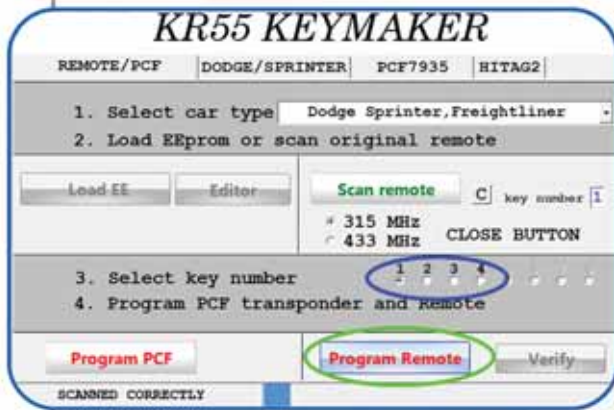 KR55 KEYMAKER
REMOTE/PCF DODGE/SPRINTER PCF7935 HITAG2
1. Select car type Dodge Sprinter,Freightliner
2. Load EEprom or scan original remote
Load EE Editor Scan remote C key number 1
315 MHz
433 MHz CLOSE BUTTON
1 2 3 4
3. Select key number
4. Program PCF transponder and Remote
Program PCF Program Remote Verify
SCANNED CORRECTLY